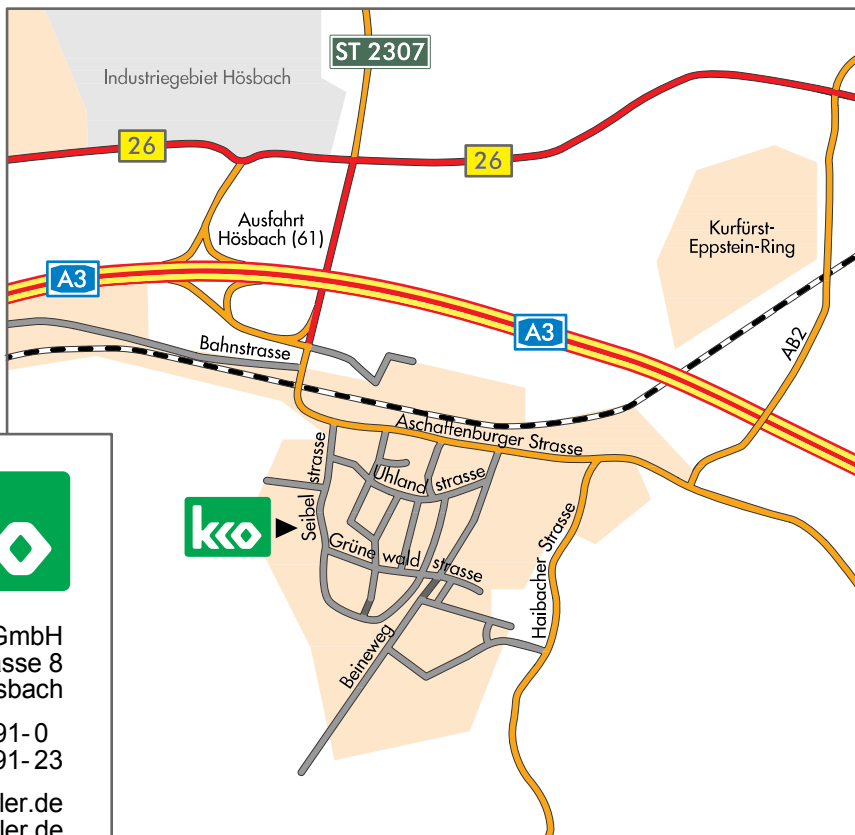 ST 2307
Industriegebiet Hösbach
26
26
Ausfahrt
Hösbach (61)
Kurfürst-
Eppstein-Ring
A3
A3
Bahnstrasse
AB2
Aschaffenburger Strasse
Seibel strasse
Uhland strasse
kko
Grüne wald strasse
Haibacher Strasse
Beineweg
GmbH
sse 8
sbach
91-0
91-23
ler.de
ler.de